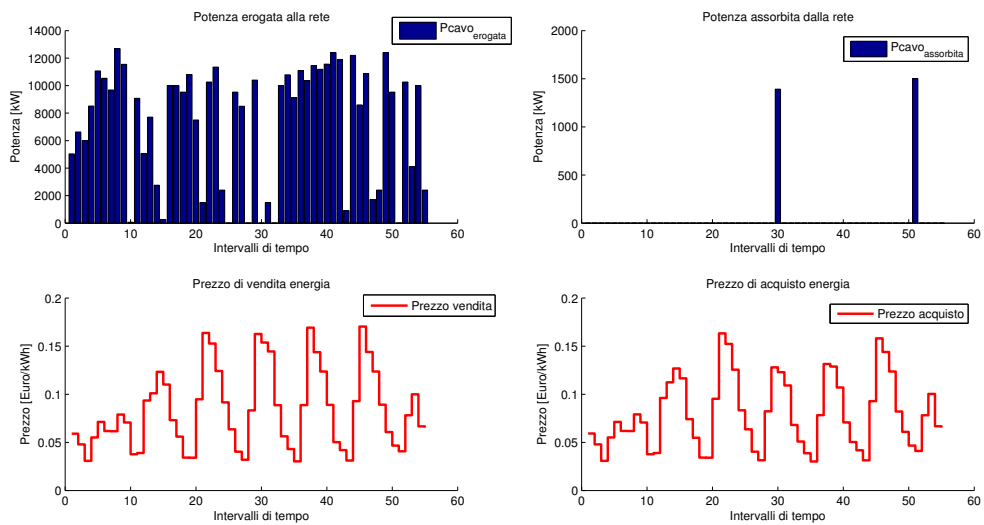 Potenza erogata alla rete
Potenza [kW]
14000
12000
10000
8000
6000
4000
2000
0
0 10 20 30 40 50 60
Intervalli di tempo
Pcavo erogata
Potenza assorbita dalla rete
Potenza [kW]
2000
1500
1000
500
0
0 10 20 30 40 50 60
Intervalli di tempo
Pcavo assorbita
Prezzo di vendita energia
Prezzo [Euro/kWh]
0.2
0.15
0.1
0.05
0
0 10 20 30 40 50 60
Intervalli di tempo
Prezzo vendita
Prezzo di acquisto energia
Prezzo [Euro/kWh]
0.2
0.15
0.1
0.05
0
0 10 20 30 40 50 60
Intervalli di tempo
Prezzo acquisto